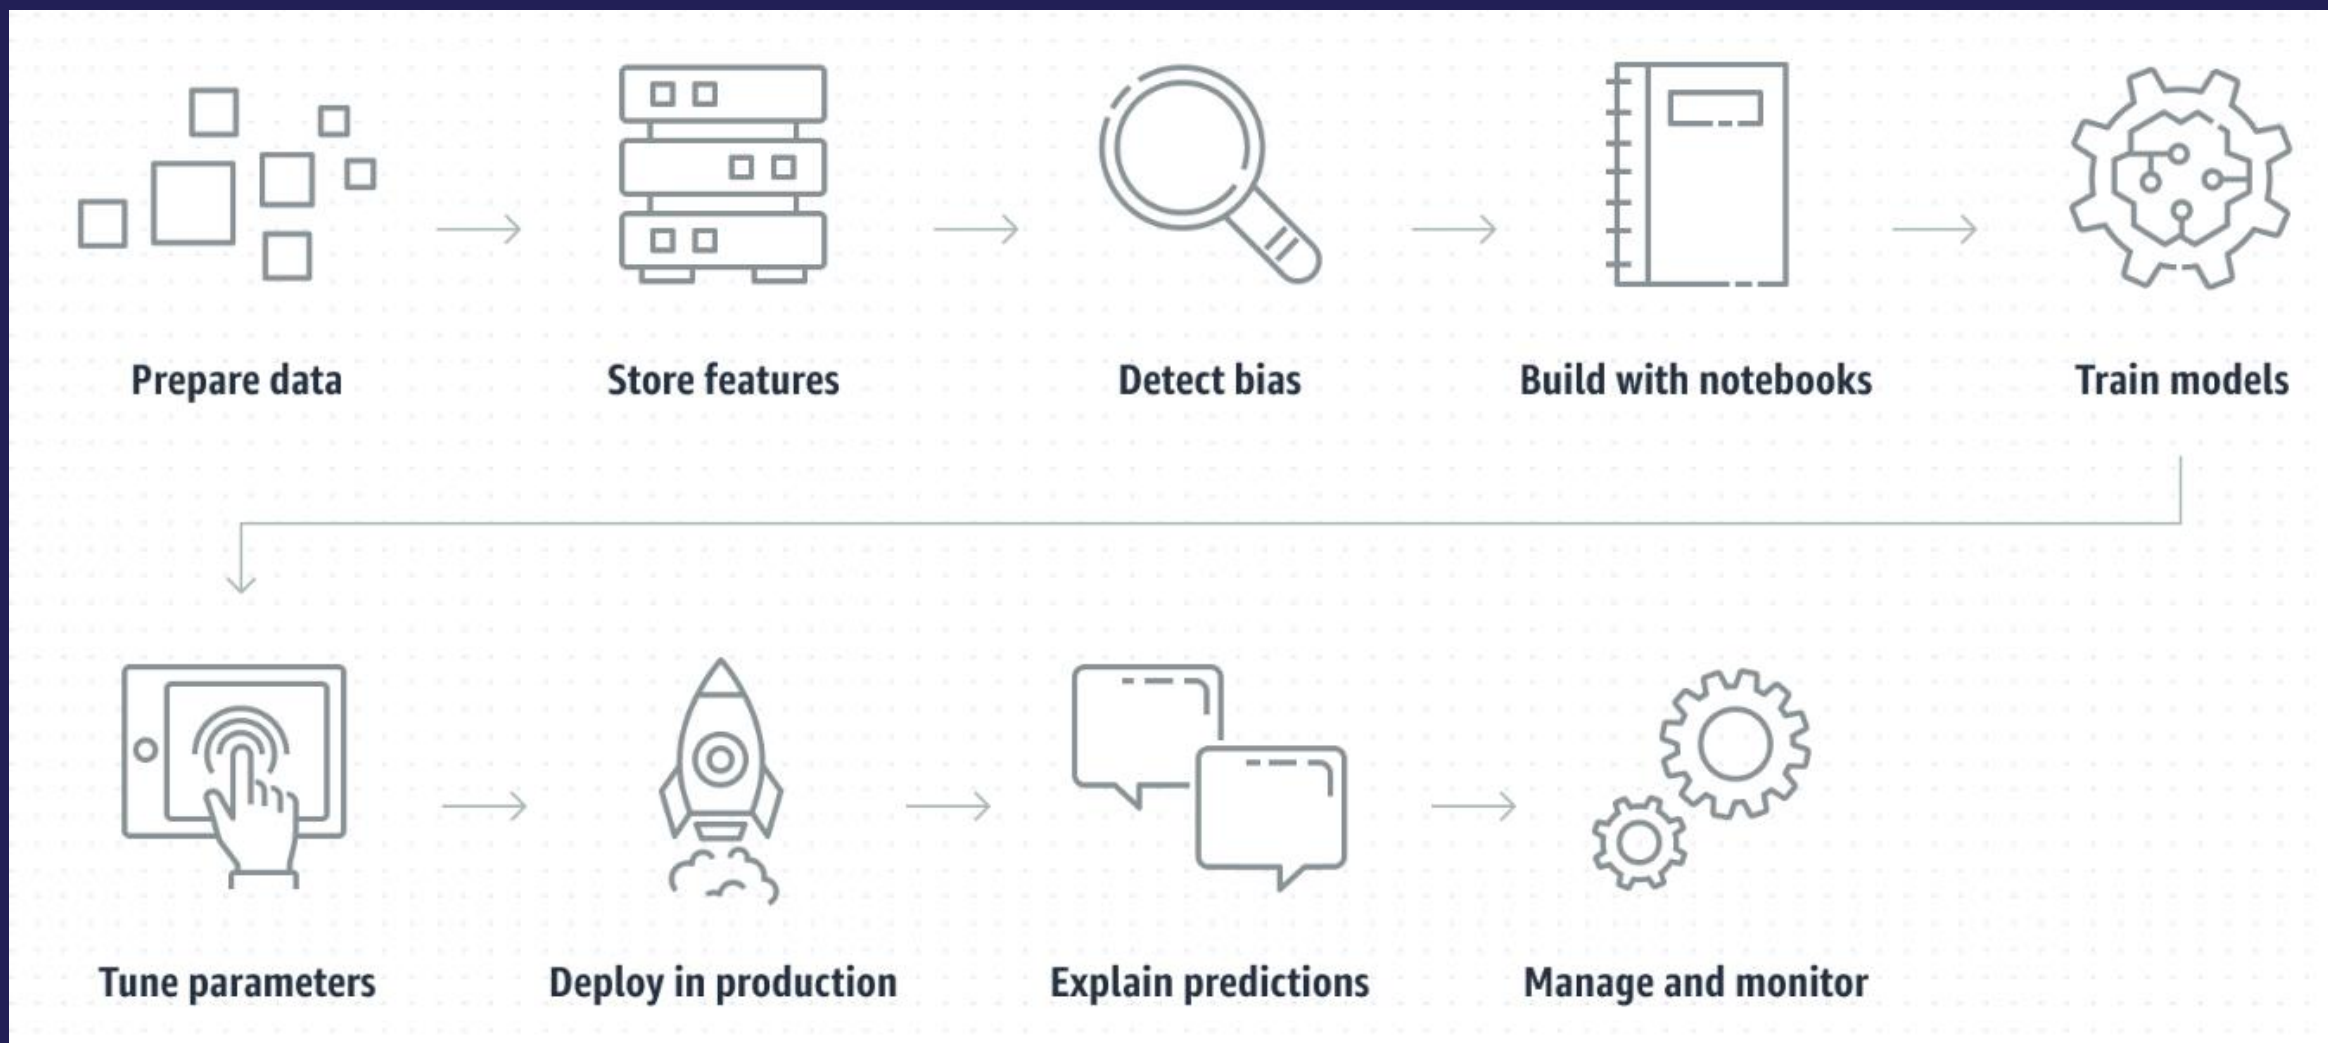 Prepare data
Store features
Detect bias
Build with notebooks
Train models
Tune parameters
Deploy in production
Explain predictions
Manage and monitor